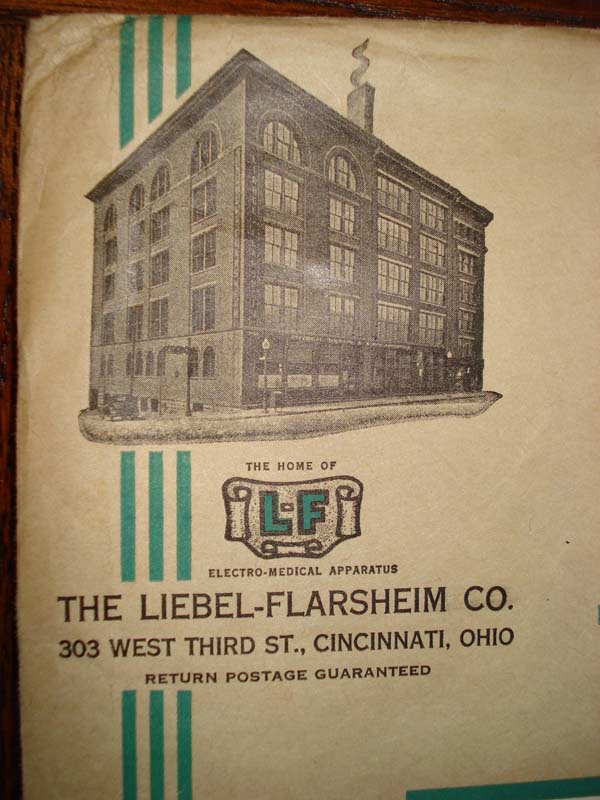 THE HOME OF
L-F
ELECTRO-MEDICAL APPARATUS
THE LIEBEL-FLARSHEIM CO.
303 WEST THIRD ST., CINCINNATI, OHIO
RETURN POSTAGE GUARANTEED